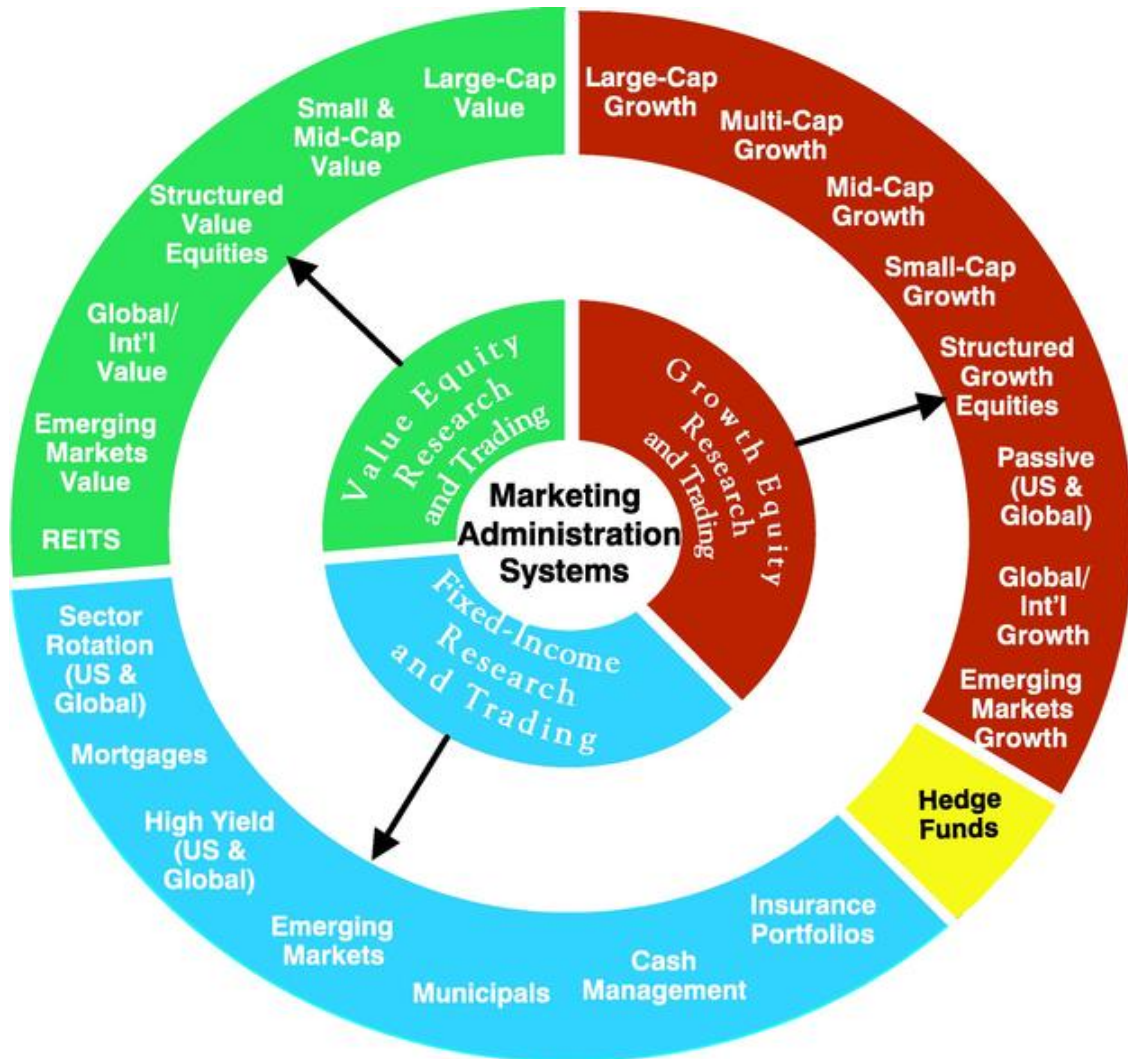 Large-Cap
Value
Small &
Mid-Cap
Value
Structured
Value
Equities
Global/
Int'l
Value
Emerging
Markets
Value
REITS
Large-Cap
Growth
Multi-Cap
Growth
Mid-Cap
Growth
Small-Cap
Growth
Structured
Growth
Equities
Passive
(US &
Global)
Global/
Int'l
Growth
Emerging
Markets
Growth
Hedge
Funds
Sector
Rotation
(US &
Global)
Mortgages
High Yield
(US &
Global)
Emerging
Markets
Municipals
Cash
Management
Insurance
Portfolios
Value Equity
Research
and Trading
Growth Equity
Research
and Trading
Fixed-Income
Research
and Trading
Marketing
Administration
Systems